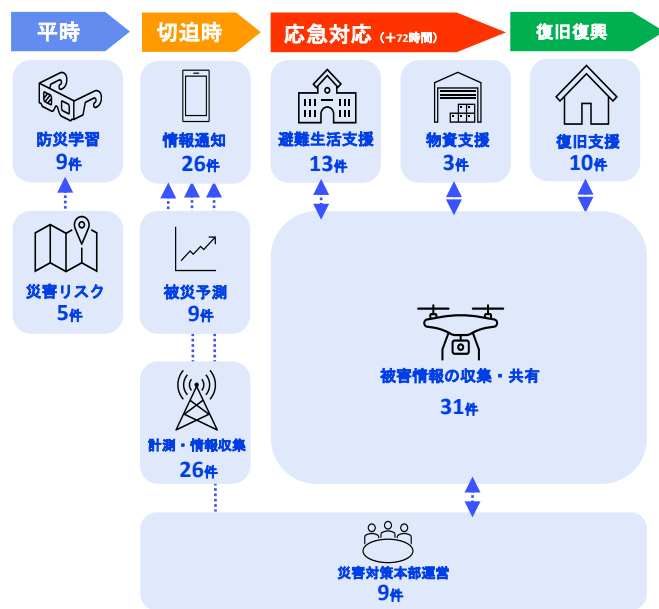 平時
切迫時
応急対応（+72時間）
復旧復興
防災学習
9件
情報通知
26件
避難生活支援
13件
物資支援
3件
復旧支援
10件
災害リスク
5件
被災予測
9件
被害情報の収集・共有
31件
計測・情報収集
26件
災害対策本部運営
9件